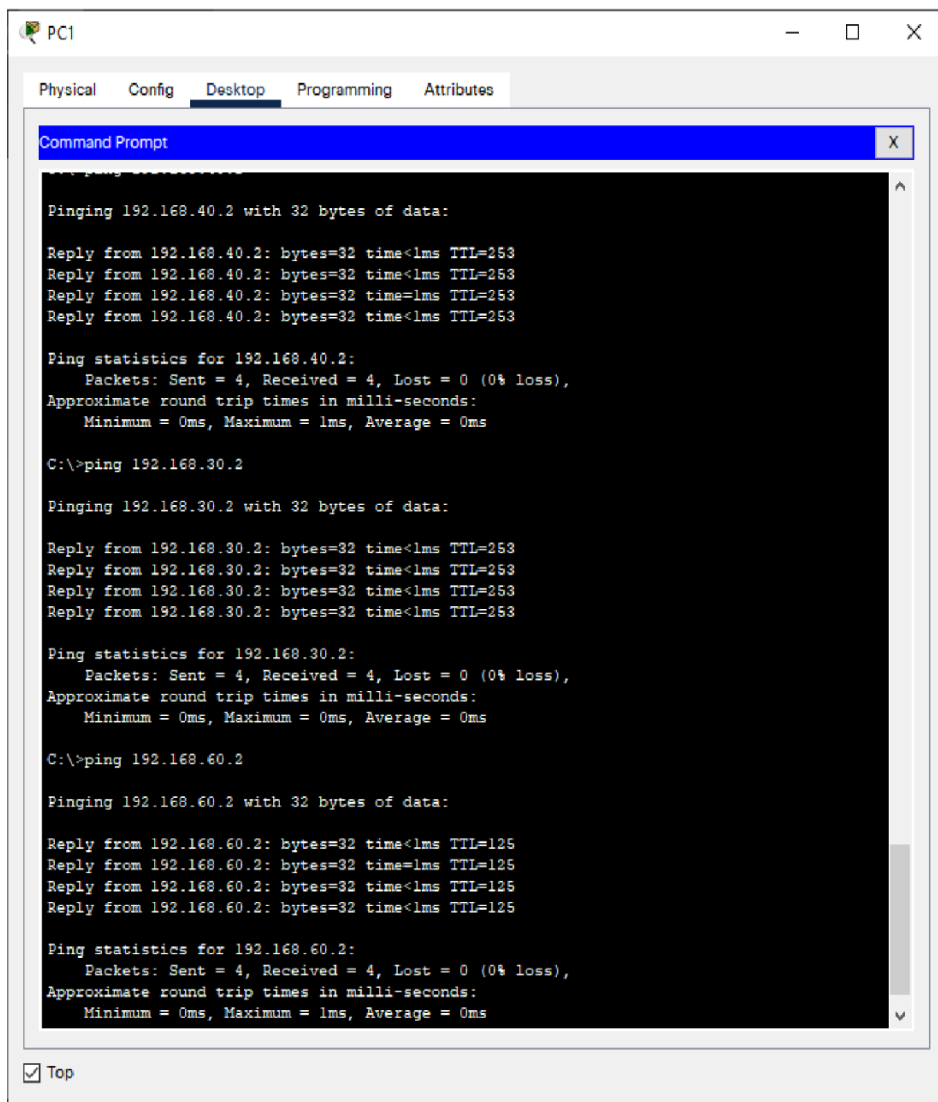 PC1
Physical Config Desktop Programming Attributes
Command Prompt X
Pinging 192.168.40.2 with 32 bytes of data:
Reply from 192.168.40.2: bytes=32 time<1ms TTL=253
Reply from 192.168.40.2: bytes=32 time<1ms TTL=253
Reply from 192.168.40.2: bytes=32 time=1ms TTL=253
Reply from 192.168.40.2: bytes=32 time<1ms TTL=253
Ping statistics for 192.168.40.2:
Packets: Sent = 4, Received = 4, Lost = 0 (0% loss),
Approximate round trip times in milli-seconds:
Minimum = 0ms, Maximum = 1ms, Average = 0ms
C:\>ping 192.168.30.2
Pinging 192.168.30.2 with 32 bytes of data:
Reply from 192.168.30.2: bytes=32 time<1ms TTL=253
Reply from 192.168.30.2: bytes=32 time<1ms TTL=253
Reply from 192.168.30.2: bytes=32 time<1ms TTL=253
Reply from 192.168.30.2: bytes=32 time<1ms TTL=253
Ping statistics for 192.168.30.2:
Packets: Sent = 4, Received = 4, Lost = 0 (0% loss),
Approximate round trip times in milli-seconds:
Minimum = 0ms, Maximum = 0ms, Average = 0ms
C:\>ping 192.168.60.2
Pinging 192.168.60.2 with 32 bytes of data:
Reply from 192.168.60.2: bytes=32 time<1ms TTL=125
Reply from 192.168.60.2: bytes=32 time=1ms TTL=125
Reply from 192.168.60.2: bytes=32 time<1ms TTL=125
Reply from 192.168.60.2: bytes=32 time<1ms TTL=125
Ping statistics for 192.168.60.2:
Packets: Sent = 4, Received = 4, Lost = 0 (0% loss),
Approximate round trip times in milli-seconds:
Minimum = 0ms, Maximum = 1ms, Average = 0ms
Top